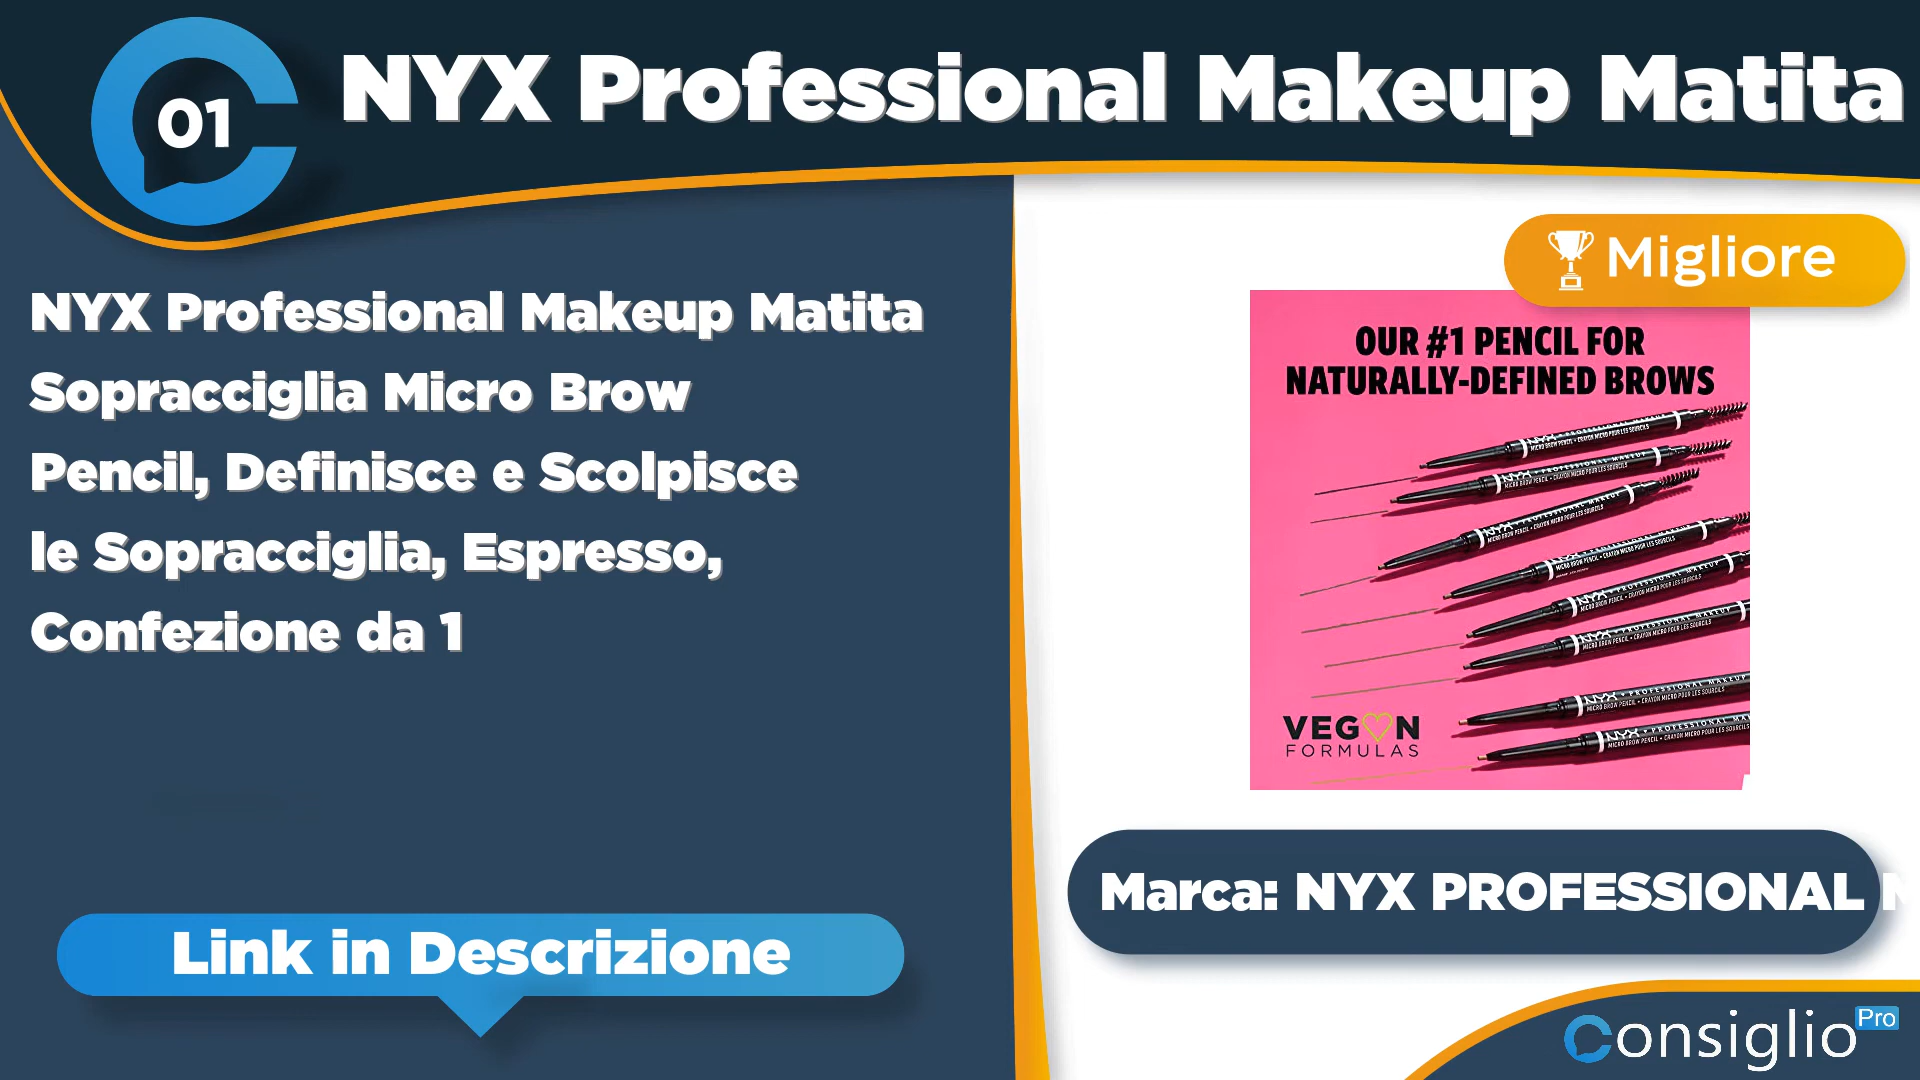 01
NYX Professional Makeup Matita
NYX Professional Makeup Matita
Sopracciglia Micro Brow
Pencil, Definisce e Scolpisce
le Sopracciglia, Espresso,
Confezione da 1
Link in Descrizione
Migliore
OUR #1 PENCIL FOR
NATURALLY-DEFINED BROWS
VEGAN
FORMULAS
Marca: NYX PROFESSIONAL
Consiglio Pro